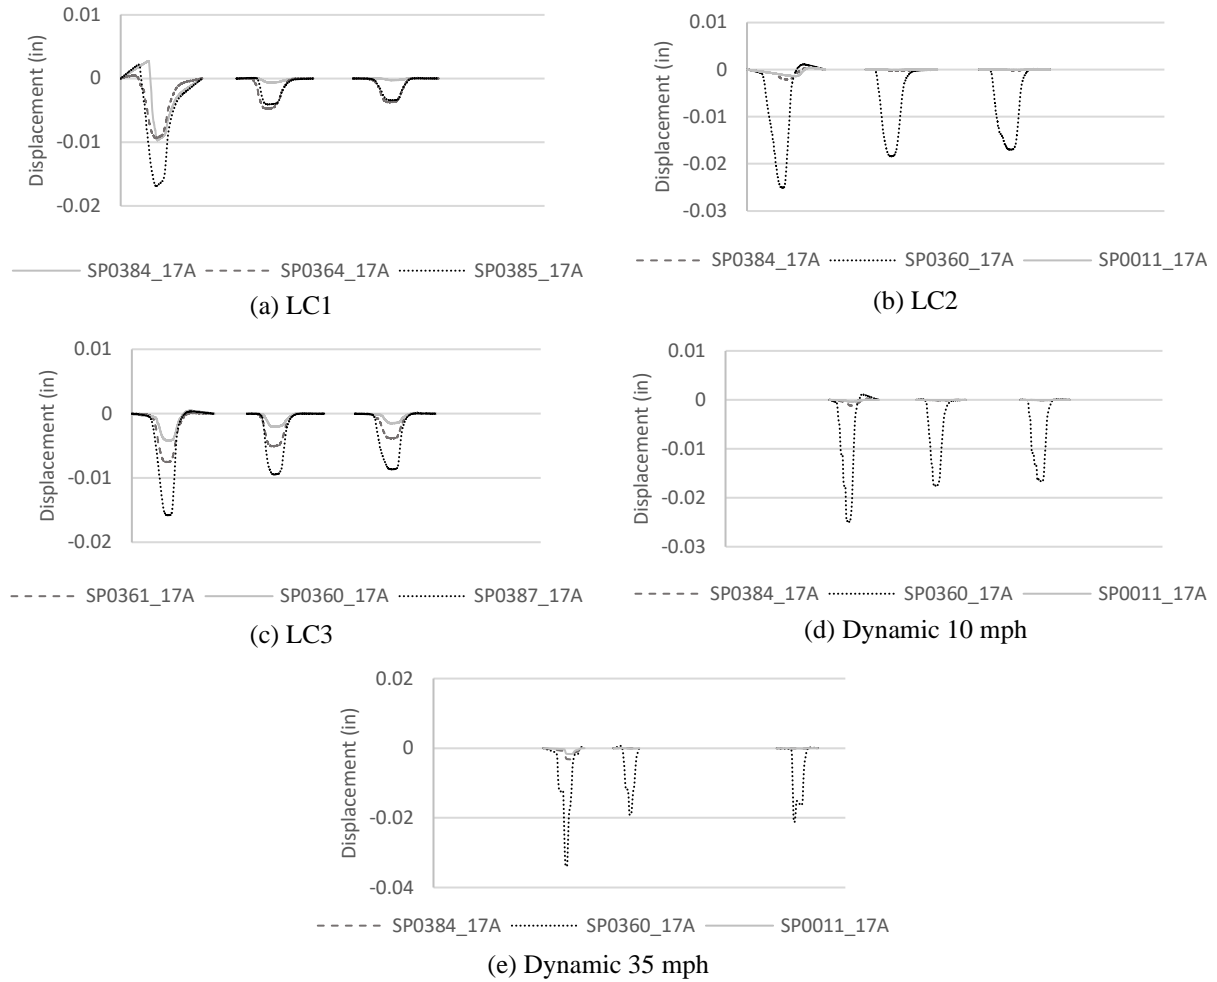 0.01
0
-0.01
-0.02
Displacement (in)
SP0384_17A SP0364_17A SP0385_17A
(a) LC1
0.01
0
-0.01
-0.02
-0.03
Displacement (in)
SP0384_17A SP0360_17A SP0011_17A
(b) LC2
0.01
0
-0.01
-0.02
Displacement (in)
SP0361_17A SP0360_17A SP0387_17A
(c) LC3
0.01
0
-0.01
-0.02
-0.03
Displacement (in)
SP0384_17A SP0360_17A SP0011_17A
(d) Dynamic 10 mph
0.02
0
-0.02
-0.04
Displacement (in)
SP0384_17A SP0360_17A SP0011_17A
(e) Dynamic 35 mph